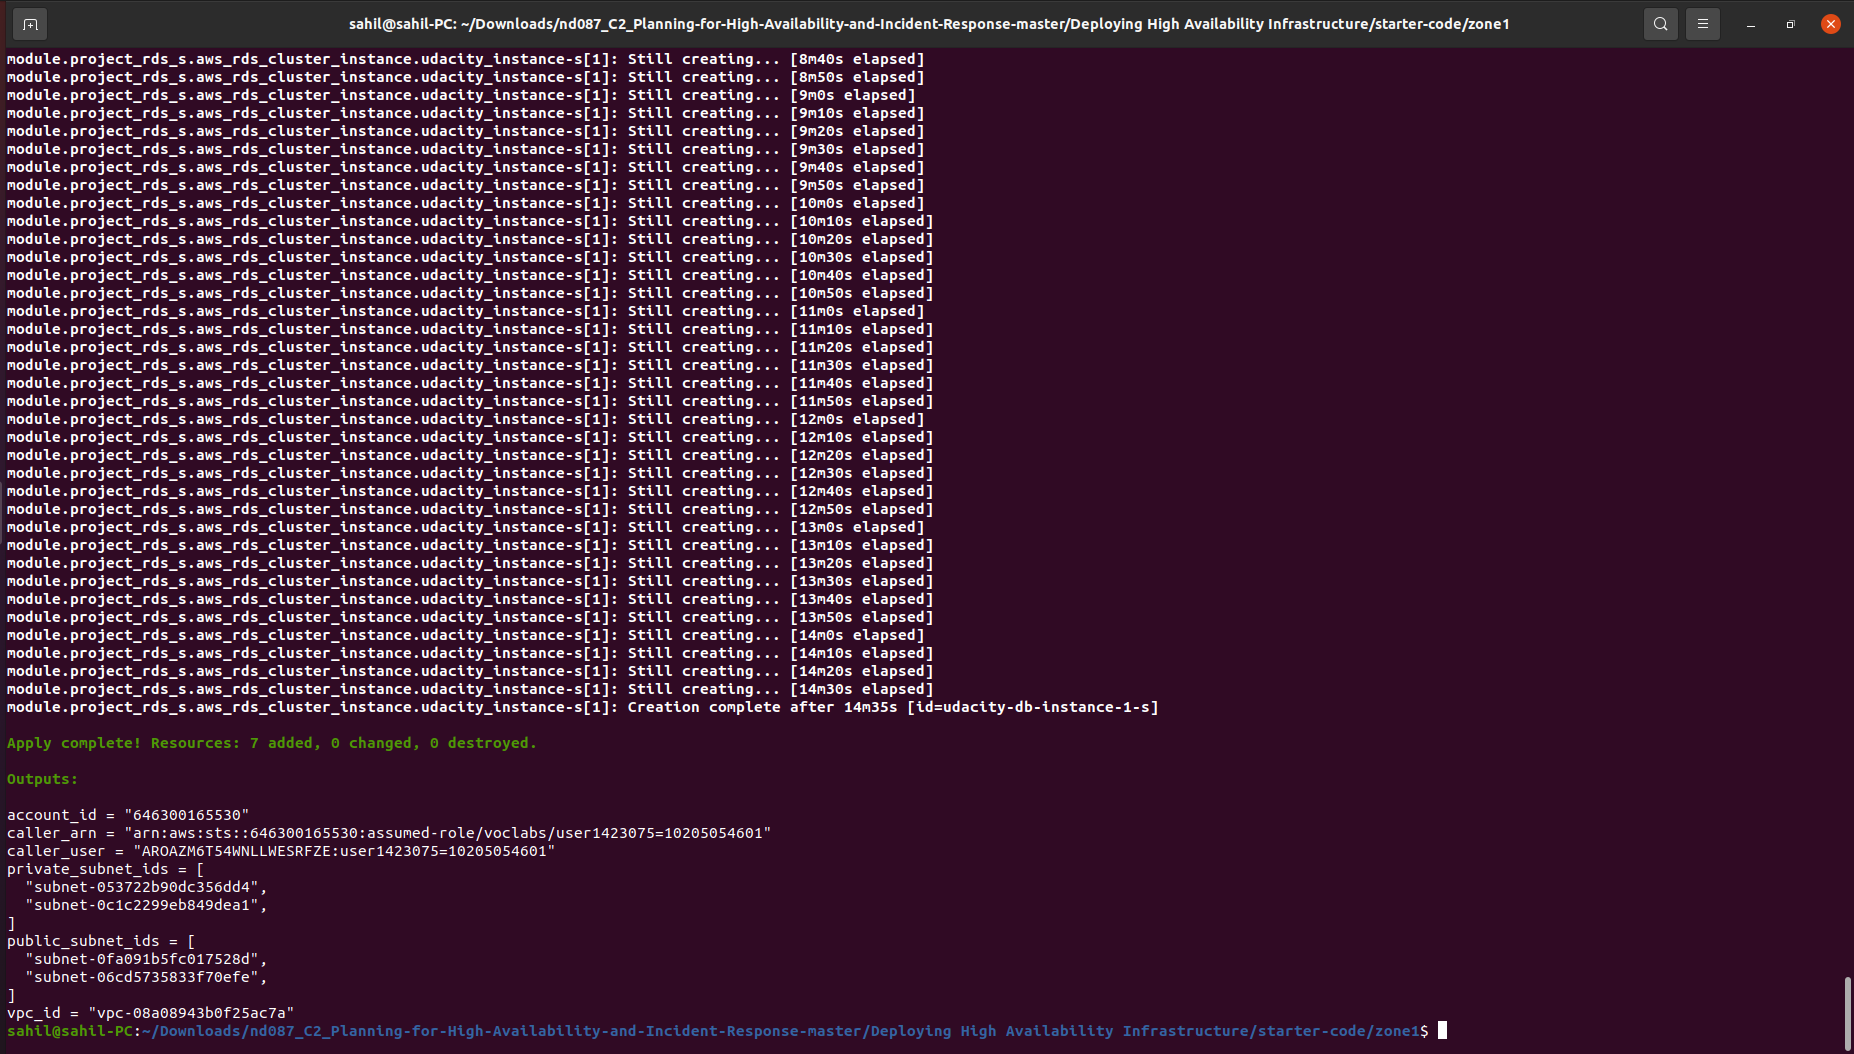 sahil@sahil-PC: ~/Downloads/nd087_C2_Planning-for-High-Availability-and-Incident-Response-master/Deploying High Availability Infrastructure/starter-code/zone1
module.project_rds_s.aws_rds_cluster_instance.udacity_instance-s[1]: Still creating... [8m40s elapsed]
module.project_rds_s.aws_rds_cluster_instance.udacity_instance-s[1]: Still creating... [8m50s elapsed]
module.project_rds_s.aws_rds_cluster_instance.udacity_instance-s[1]: Still creating... [9m0s elapsed]
module.project_rds_s.aws_rds_cluster_instance.udacity_instance-s[1]: Still creating... [9m10s elapsed]
module.project_rds_s.aws_rds_cluster_instance.udacity_instance-s[1]: Still creating... [9m20s elapsed]
module.project_rds_s.aws_rds_cluster_instance.udacity_instance-s[1]: Still creating... [9m30s elapsed]
module.project_rds_s.aws_rds_cluster_instance.udacity_instance-s[1]: Still creating... [9m40s elapsed]
module.project_rds_s.aws_rds_cluster_instance.udacity_instance-s[1]: Still creating... [9m50s elapsed]
module.project_rds_s.aws_rds_cluster_instance.udacity_instance-s[1]: Still creating... [10m0s elapsed]
module.project_rds_s.aws_rds_cluster_instance.udacity_instance-s[1]: Still creating... [10m10s elapsed]
module.project_rds_s.aws_rds_cluster_instance.udacity_instance-s[1]: Still creating... [10m20s elapsed]
module.project_rds_s.aws_rds_cluster_instance.udacity_instance-s[1]: Still creating... [10m30s elapsed]
module.project_rds_s.aws_rds_cluster_instance.udacity_instance-s[1]: Still creating... [10m40s elapsed]
module.project_rds_s.aws_rds_cluster_instance.udacity_instance-s[1]: Still creating... [10m50s elapsed]
module.project_rds_s.aws_rds_cluster_instance.udacity_instance-s[1]: Still creating... [11m0s elapsed]
module.project_rds_s.aws_rds_cluster_instance.udacity_instance-s[1]: Still creating... [11m10s elapsed]
module.project_rds_s.aws_rds_cluster_instance.udacity_instance-s[1]: Still creating... [11m20s elapsed]
module.project_rds_s.aws_rds_cluster_instance.udacity_instance-s[1]: Still creating... [11m30s elapsed]
module.project_rds_s.aws_rds_cluster_instance.udacity_instance-s[1]: Still creating... [11m40s elapsed]
module.project_rds_s.aws_rds_cluster_instance.udacity_instance-s[1]: Still creating... [11m50s elapsed]
module.project_rds_s.aws_rds_cluster_instance.udacity_instance-s[1]: Still creating... [12m0s elapsed]
module.project_rds_s.aws_rds_cluster_instance.udacity_instance-s[1]: Still creating... [12m10s elapsed]
module.project_rds_s.aws_rds_cluster_instance.udacity_instance-s[1]: Still creating... [12m20s elapsed]
module.project_rds_s.aws_rds_cluster_instance.udacity_instance-s[1]: Still creating... [12m30s elapsed]
module.project_rds_s.aws_rds_cluster_instance.udacity_instance-s[1]: Still creating... [12m40s elapsed]
module.project_rds_s.aws_rds_cluster_instance.udacity_instance-s[1]: Still creating... [12m50s elapsed]
module.project_rds_s.aws_rds_cluster_instance.udacity_instance-s[1]: Still creating... [13m0s elapsed]
module.project_rds_s.aws_rds_cluster_instance.udacity_instance-s[1]: Still creating... [13m10s elapsed]
module.project_rds_s.aws_rds_cluster_instance.udacity_instance-s[1]: Still creating... [13m20s elapsed]
module.project_rds_s.aws_rds_cluster_instance.udacity_instance-s[1]: Still creating... [13m30s elapsed]
module.project_rds_s.aws_rds_cluster_instance.udacity_instance-s[1]: Still creating... [13m40s elapsed]
module.project_rds_s.aws_rds_cluster_instance.udacity_instance-s[1]: Still creating... [13m50s elapsed]
module.project_rds_s.aws_rds_cluster_instance.udacity_instance-s[1]: Still creating... [14m0s elapsed]
module.project_rds_s.aws_rds_cluster_instance.udacity_instance-s[1]: Still creating... [14m10s elapsed]
module.project_rds_s.aws_rds_cluster_instance.udacity_instance-s[1]: Still creating... [14m20s elapsed]
module.project_rds_s.aws_rds_cluster_instance.udacity_instance-s[1]: Still creating... [14m30s elapsed]
module.project_rds_s.aws_rds_cluster_instance.udacity_instance-s[1]: Creation complete after 14m35s [id=udacity-db-instance-1-s]
Apply complete! Resources: 7 added, 0 changed, 0 destroyed.
Outputs:
account_id = "646300165530"
caller_arn = "arn:aws:sts::646300165530:assumed-role/voclabs/user1423075=10205054601"
caller_user = "AROAZM6T54WNLLWESRFZE:user1423075=10205054601"
private_subnet_ids = [
  "subnet-053722b90dc356dd4",
  "subnet-0c1c2299eb849dea1",
]
public_subnet_ids = [
  "subnet-0fa091b5fc017528d",
  "subnet-06cd5735833f70efe",
]
vpc_id = "vpc-08a08943b0f25ac7a"
sahil@sahil-PC:~/Downloads/nd087_C2_Planning-for-High-Availability-and-Incident-Response-master/Deploying High Availability Infrastructure/starter-code/zone1$